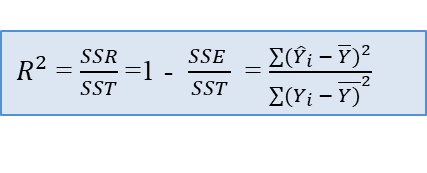 R² = SSR/SST =1 - SSE/SST = ∑(Ŷᵢ − Y̅)²/∑(Yᵢ − Y̅)²